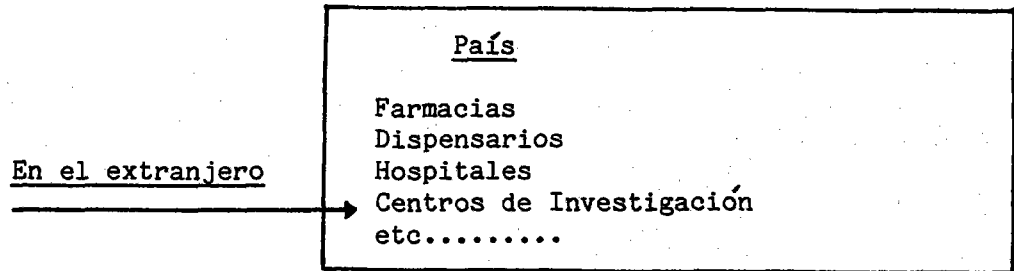 País
Farmacias
Dispensarios
Hospitales
En el extranjero
Centros de Investigación
etc.........